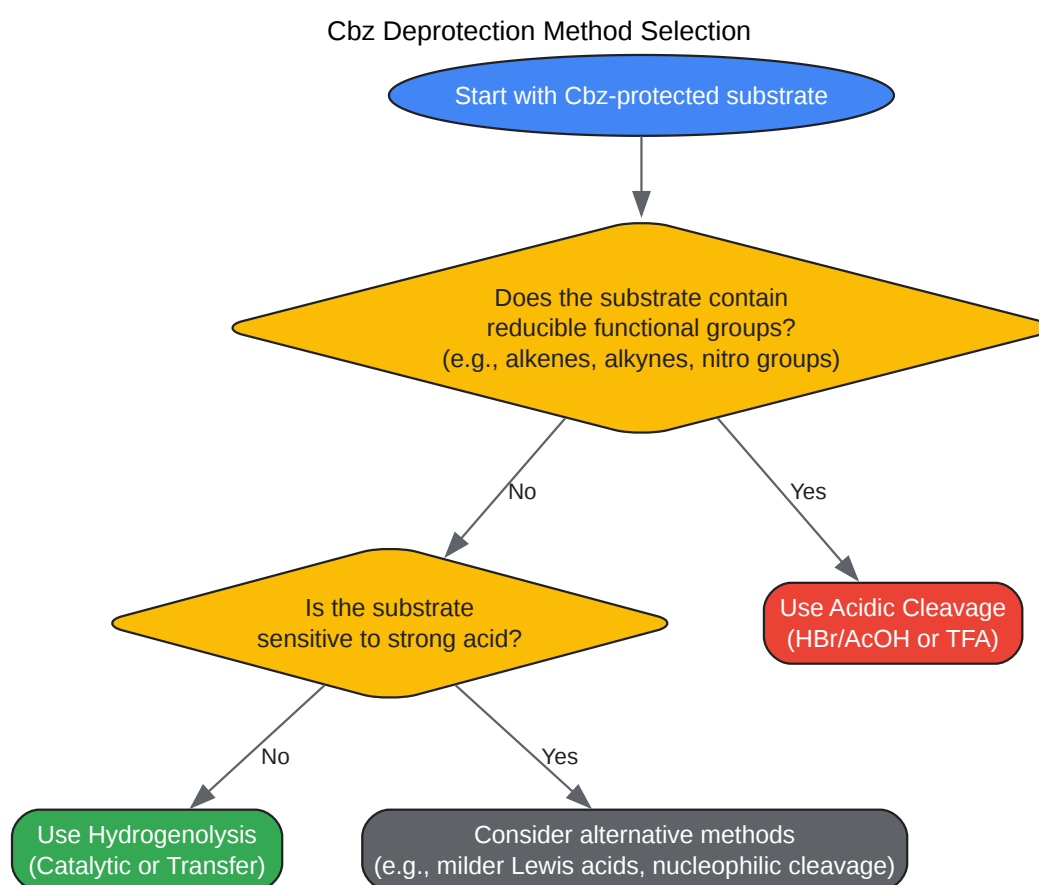 Cbz Deprotection Method Selection
Start with Cbz-protected substrate
Does the substrate contain
reducible functional groups?
(e.g., alkenes, alkynes, nitro groups)
No
Yes
Is the substrate
sensitive to strong acid?
Use Acidic Cleavage
(HBr/AcOH or TFA)
No
Yes
Use Hydrogenolysis
(Catalytic or Transfer)
Consider alternative methods
(e.g., milder Lewis acids, nucleophilic cleavage)